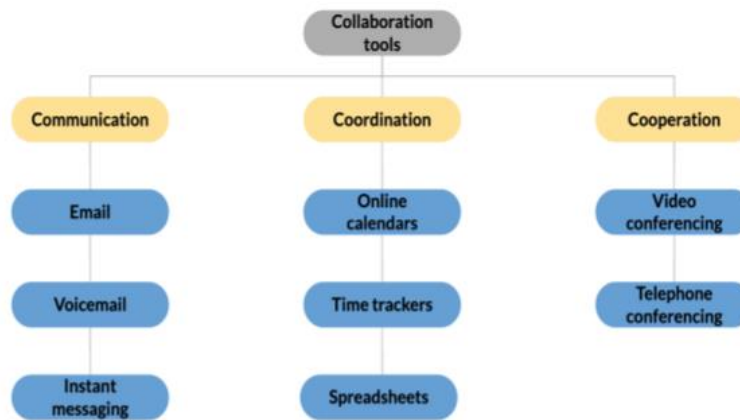 Collaboration
tools
Communication
Coordination
Cooperation
Email
Online
calendars
Video
conferencing
Voicemail
Time trackers
Telephone
conferencing
Instant
messaging
Spreadsheets